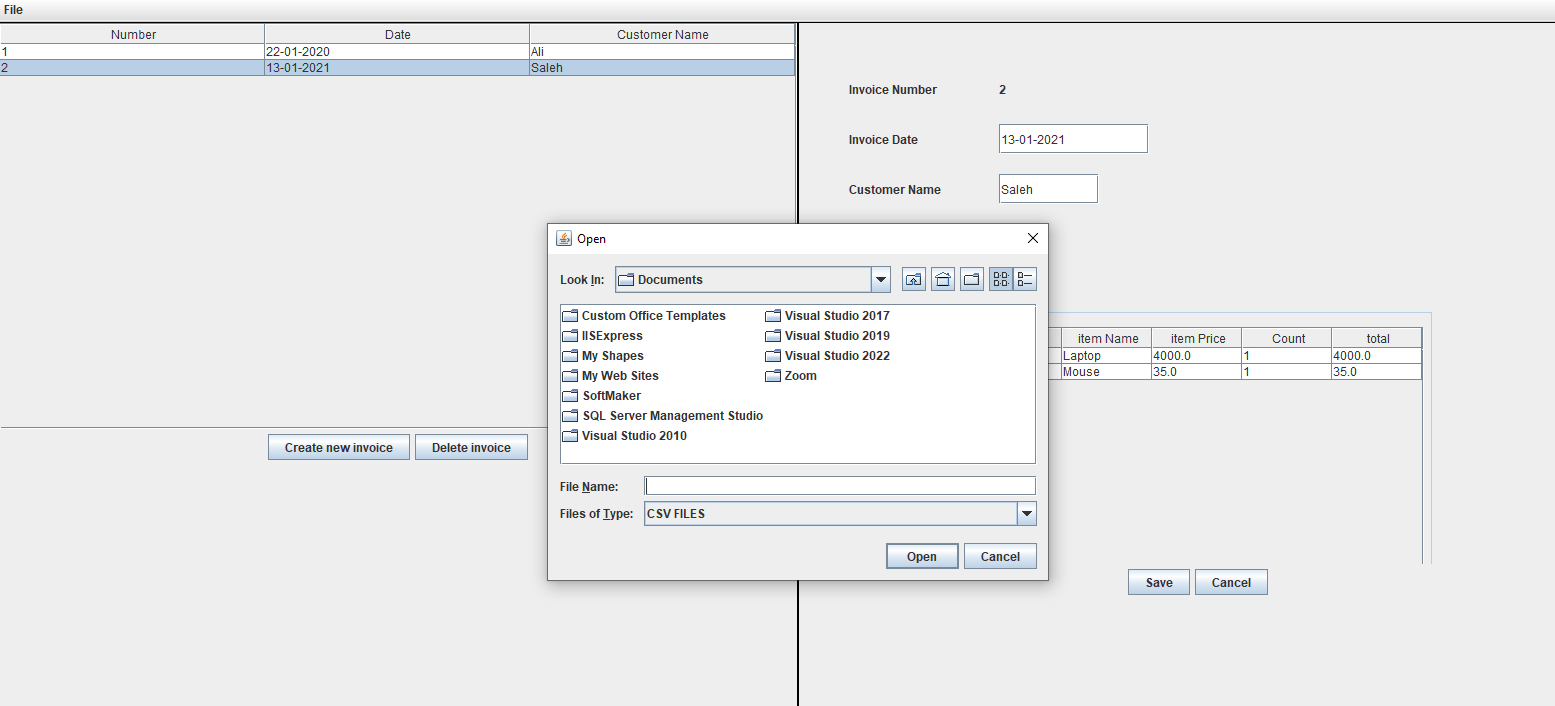 File
Number Date Customer Name
1 22-01-2020 Ali
2 13-01-2021 Saleh
Invoice Number 2
Invoice Date 13-01-2021
Customer Name Saleh
Open
Look In: Documents
Custom Office Templates
IISExpress
My Shapes
My Web Sites
SoftMaker
SQL Server Management Studio
Visual Studio 2010
Visual Studio 2017
Visual Studio 2019
Visual Studio 2022
Zoom
File Name:
Files of Type: CSV FILES
Open Cancel
item Name item Price Count total
Laptop 4000.0 1 4000.0
Mouse 35.0 1 35.0
Create new invoice Delete invoice
Save Cancel